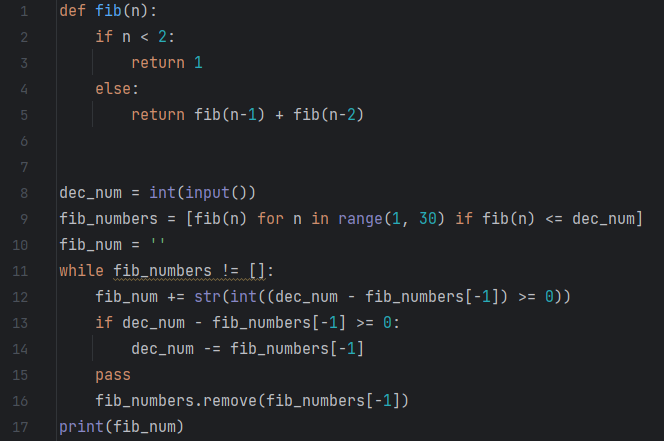 1 def fib(n):
2     if n < 2:
3         return 1
4     else:
5         return fib(n-1) + fib(n-2)
6
7
8 dec_num = int(input())
9 fib_numbers = [fib(n) for n in range(1, 30) if fib(n) <= dec_num]
10 fib_num = ''
11 while fib_numbers != []:
12     fib_num += str(int((dec_num - fib_numbers[-1]) >= 0))
13     if dec_num - fib_numbers[-1] >= 0:
14         dec_num -= fib_numbers[-1]
15     pass
16     fib_numbers.remove(fib_numbers[-1])
17 print(fib_num)